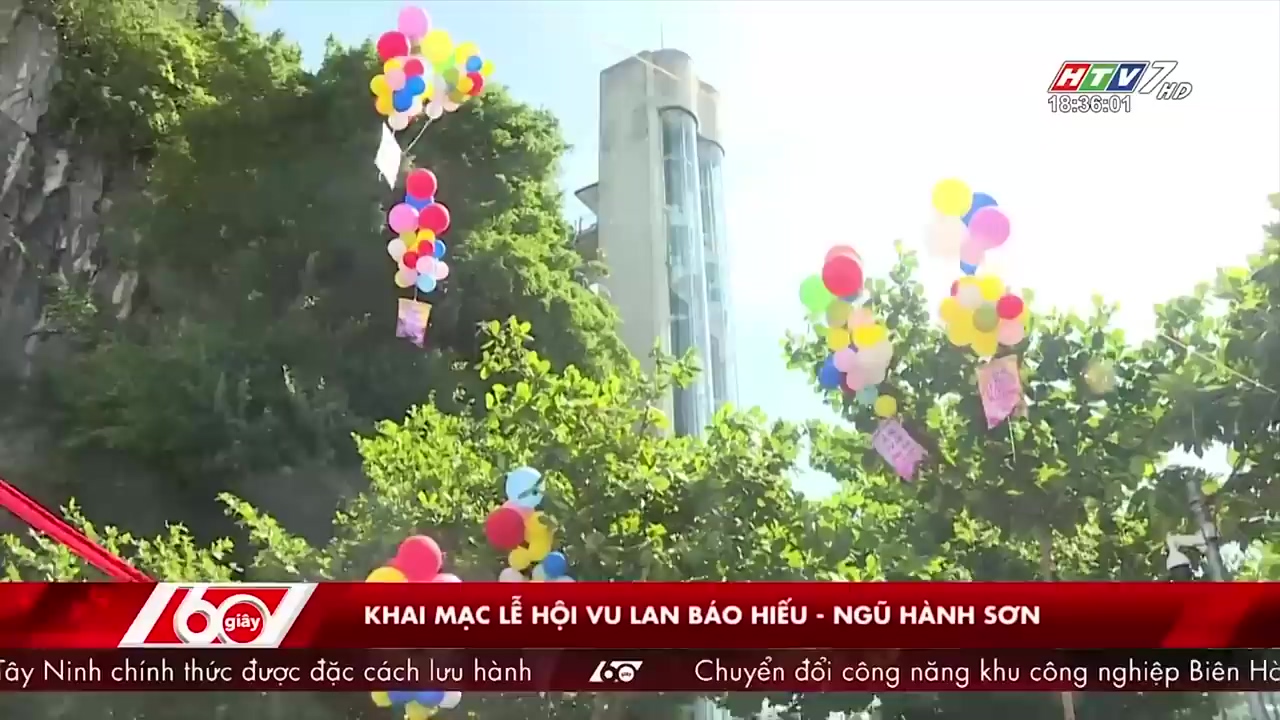 HTV7 HD
18:36:01
60 giây
KHAI MẠC LỄ HỘI VU LAN BÁO HIẾU - NGŨ HÀNH SƠN
Tây Ninh chính thức được đặc cách lưu hành 60 giây Chuyển đổi công năng khu công nghiệp Biên